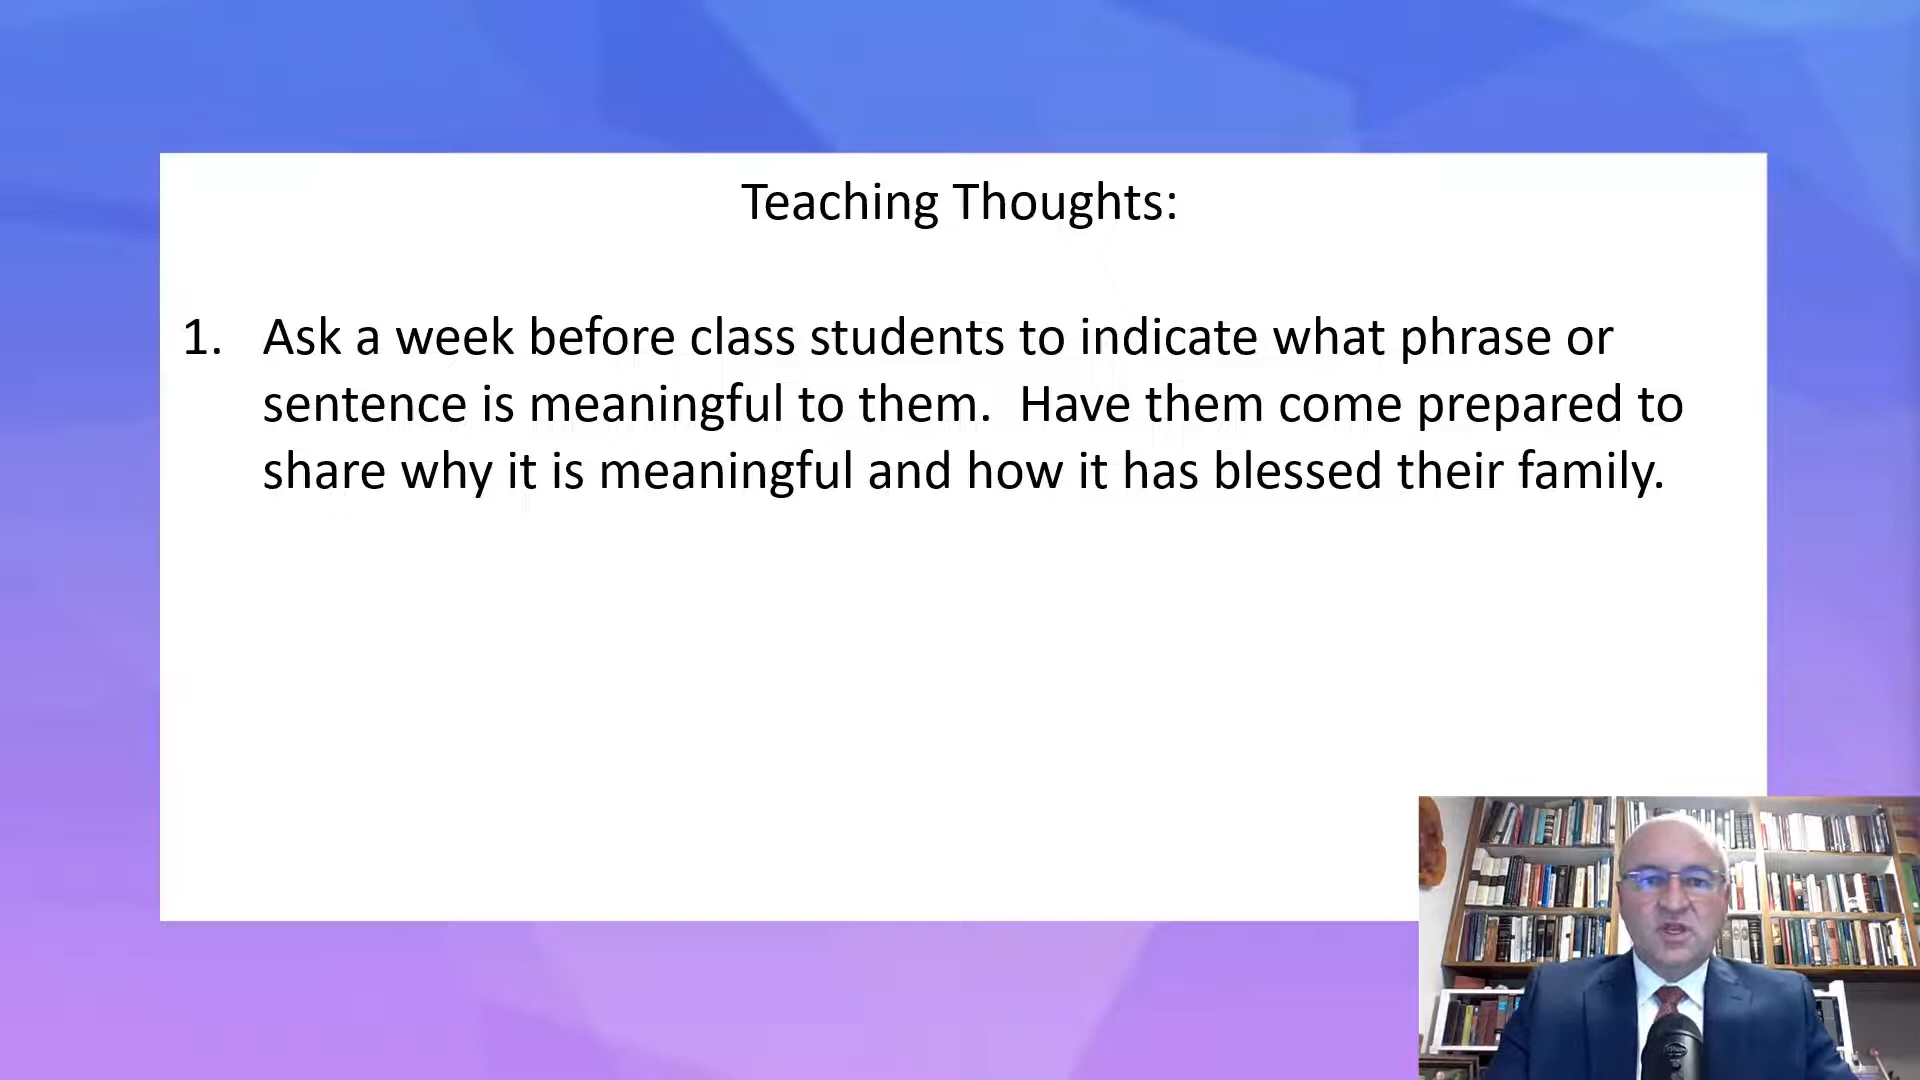 Teaching Thoughts:
1. Ask a week before class students to indicate what phrase or
sentence is meaningful to them.  Have them come prepared to
share why it is meaningful and how it has blessed their family.